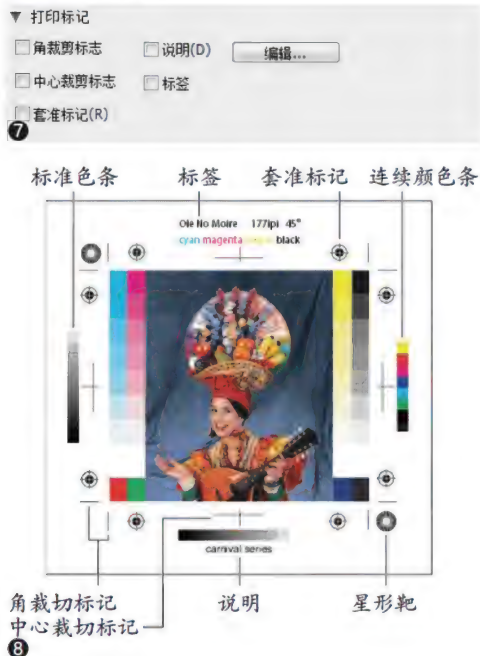 ▼ 打印标记
角裁剪标志 说明(D) 编辑...
中心裁剪标志 标签
套准标记(R)
❼
标准色条 标签 套准标记 连续颜色条
Ole No Moire 177lpi 45°
cyan magenta black
角裁切标记 说明 星形靶
carnival series
中心裁切标记
❽